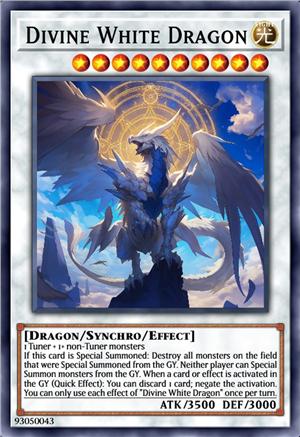 DIVINE WHITE DRAGON
LIGHT
光
[DRAGON/SYNCHRO/EFFECT]
1 Tuner + 1+ non-Tuner monsters
If this card is Special Summoned: Destroy all monsters on the field
that were Special Summoned from the GY. Neither player can Special
Summon monsters from the GY. When a card or effect is activated in
the GY (Quick Effect): You can discard 1 card; negate the activation.
You can only use each effect of "Divine White Dragon" once per turn.
ATK/3500 DEF/3000
93050043